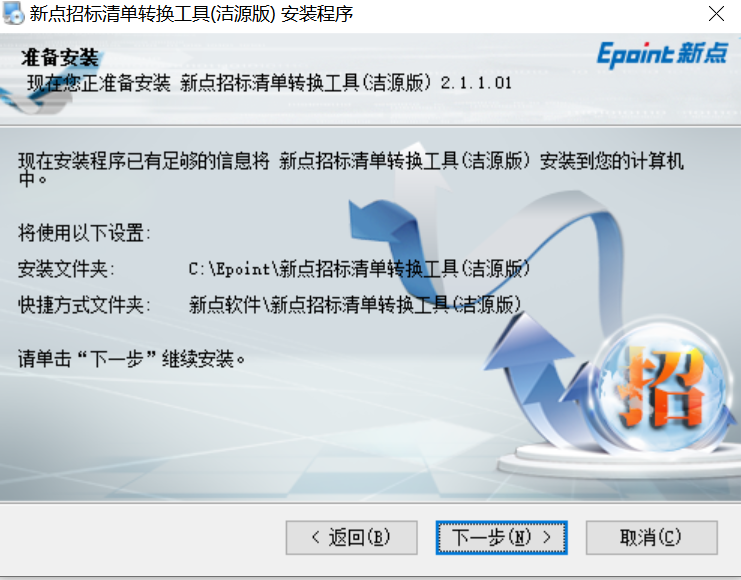 新点招标清单转换工具(洁源版) 安装程序
准备安装
Epoint 新点
现在您正准备安装 新点招标清单转换工具(洁源版) 2.1.1.01
现在安装程序已有足够的信息将 新点招标清单转换工具(洁源版) 安装到您的计算机
中。
将使用以下设置:
安装文件夹: C:\Epoint\新点招标清单转换工具(洁源版)
快捷方式文件夹: 新点软件\新点招标清单转换工具(洁源版)
请单击“下一步”继续安装。
招
< 返回(B) 下一步(N) > 取消(C)